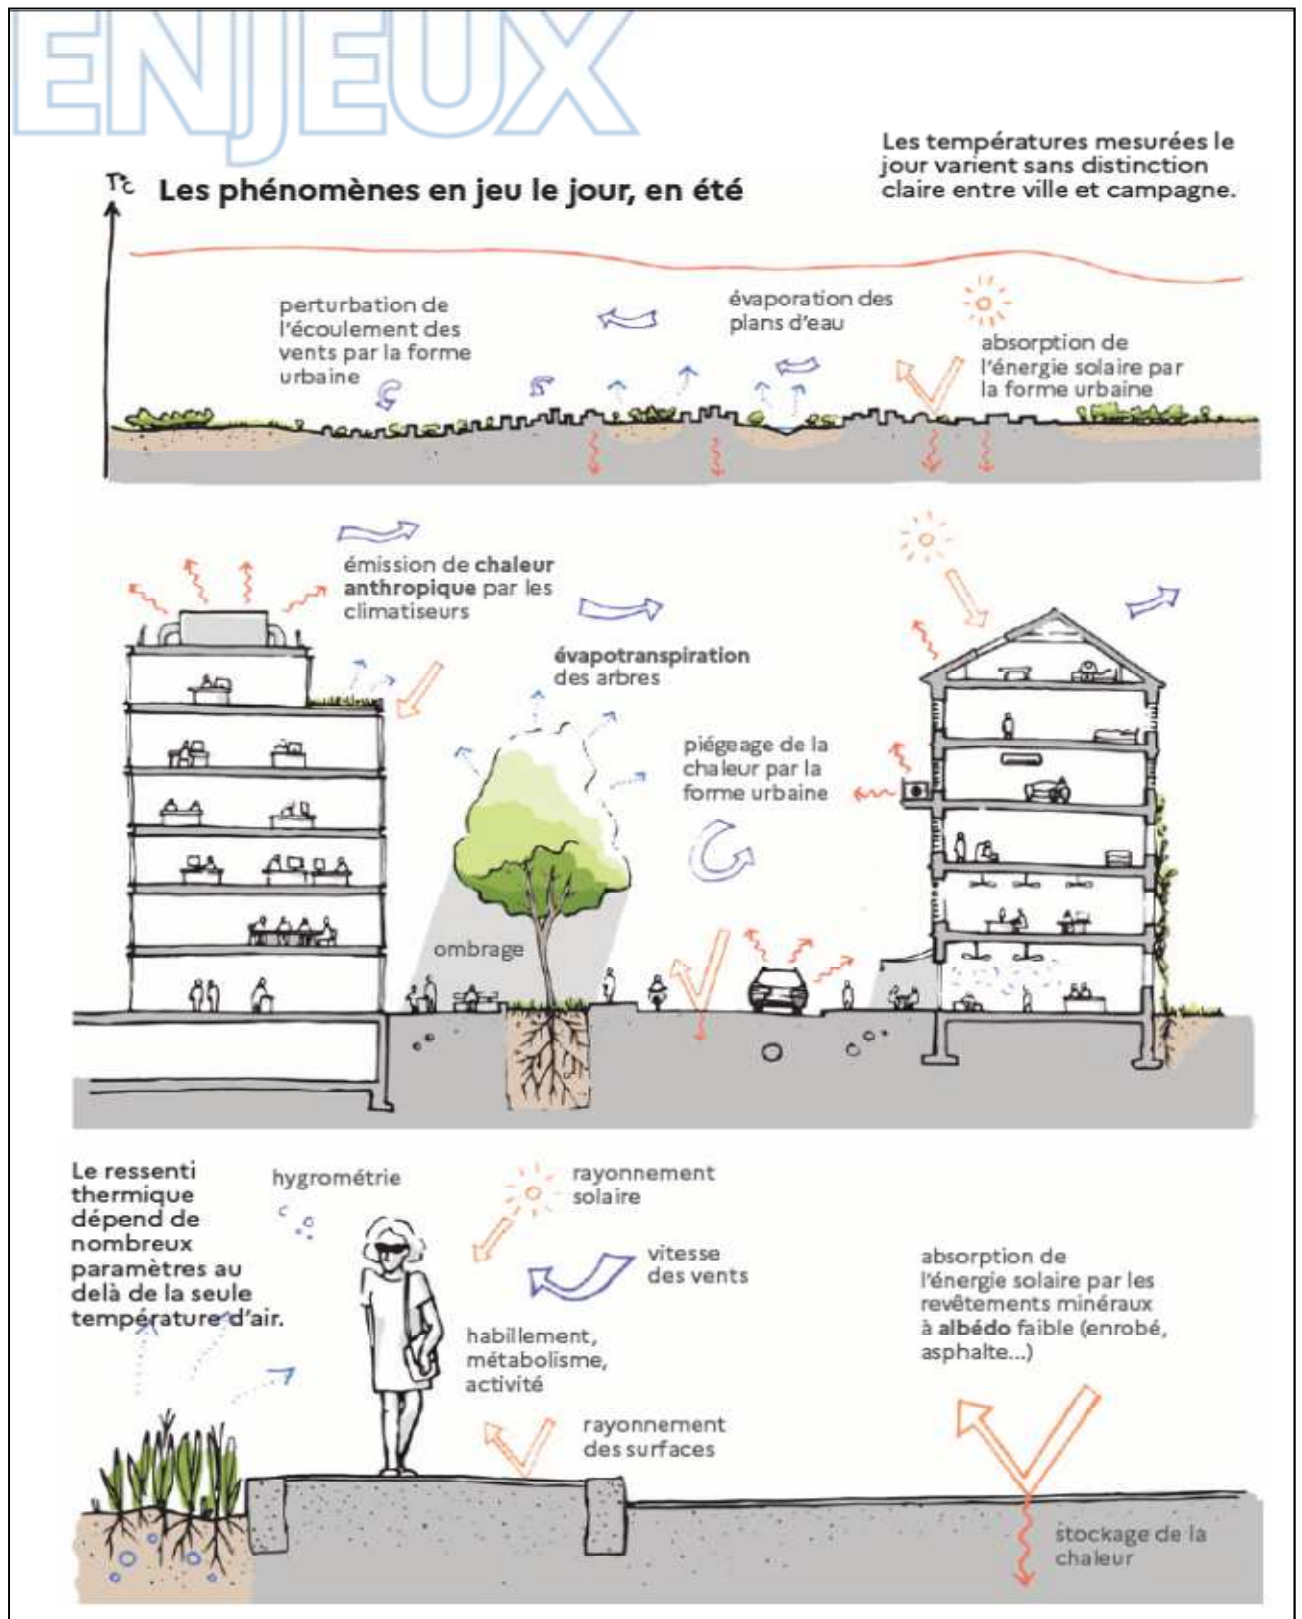 ENJEUX
Les températures mesurées le
jour varient sans distinction
claire entre ville et campagne.
T°c
Les phénomènes en jeu le jour, en été
perturbation de
l'écoulement des
vents par la forme
urbaine
évaporation des
plans d'eau
absorption de
l'énergie solaire par
la forme urbaine
émission de chaleur
anthropique par les
climatiseurs
évapotranspiration
des arbres
piégeage de la
chaleur par la
forme urbaine
ombrage
Le ressenti
thermique
dépend de
nombreux
paramètres au
delà de la seule
température d'air.
hygrométrie
rayonnement
solaire
vitesse
des vents
habillement,
métabolisme,
activité
rayonnement
des surfaces
absorption de
l'énergie solaire par les
revêtements minéraux
à albédo faible (enrobé,
asphalte...)
stockage de la
chaleur